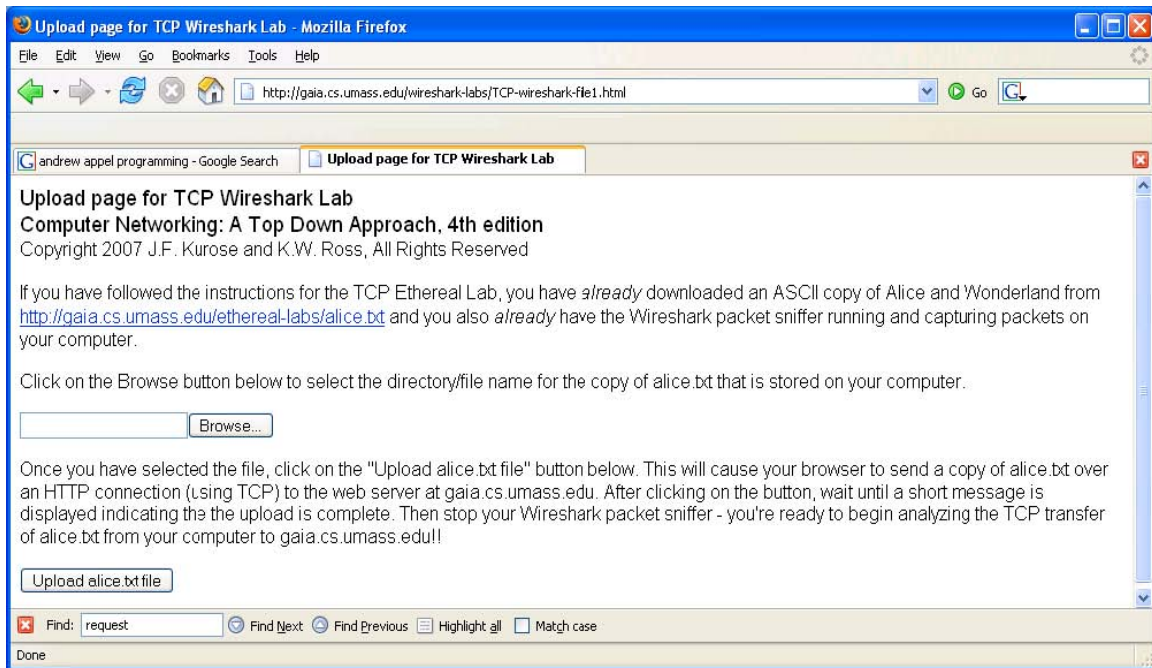 Upload page for TCP Wireshark Lab - Mozilla Firefox
File Edit View Go Bookmarks Tools Help
http://gaia.cs.umass.edu/wireshark-labs/TCP-wireshark-file1.html Go G
G andrew appel programming - Google Search Upload page for TCP Wireshark Lab
Upload page for TCP Wireshark Lab
Computer Networking: A Top Down Approach, 4th edition
Copyright 2007 J.F. Kurose and K.W. Ross, All Rights Reserved
If you have followed the instructions for the TCP Ethereal Lab, you have already downloaded an ASCII copy of Alice and Wonderland from
http://gaia.cs.umass.edu/ethereal-labs/alice.txt and you also already have the Wireshark packet sniffer running and capturing packets on
your computer.
Click on the Browse button below to select the directory/file name for the copy of alice.txt that is stored on your computer.
Browse...
Once you have selected the file, click on the "Upload alice.txt file" button below. This will cause your browser to send a copy of alice.txt over
an HTTP connection (using TCP) to the web server at gaia.cs.umass.edu. After clicking on the button, wait until a short message is
displayed indicating the the upload is complete. Then stop your Wireshark packet sniffer - you're ready to begin analyzing the TCP transfer
of alice.txt from your computer to gaia.cs.umass.edu!!
Upload alice.txt file
Find: request Find Next Find Previous Highlight all Match case
Done